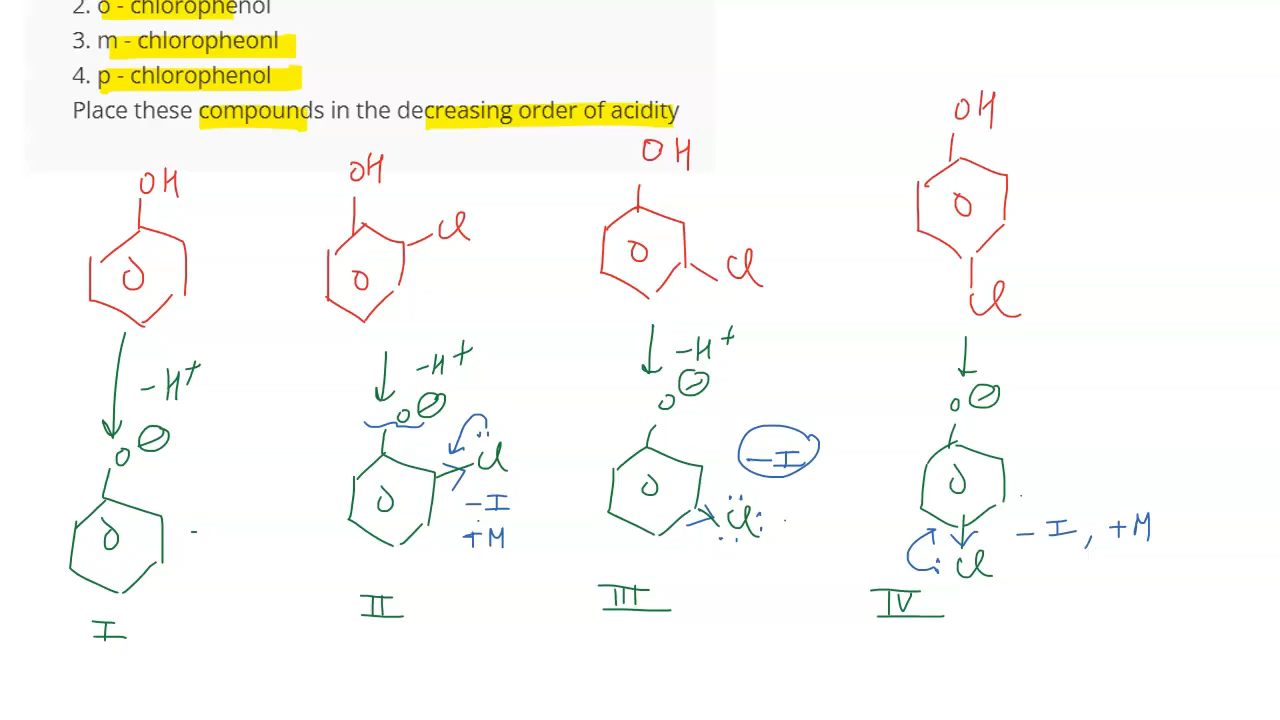 2. o - chlorophenol
3. m - chloropheonl
4. p - chlorophenol
Place these compounds in the decreasing order of acidity
OH OH OH OH
Cl Cl Cl
-H+ -H+ -H+
O⊖ O⊖ O⊖ O⊖
Cl Cl Cl
-I
+M
-I
-I, +M
I II III IV